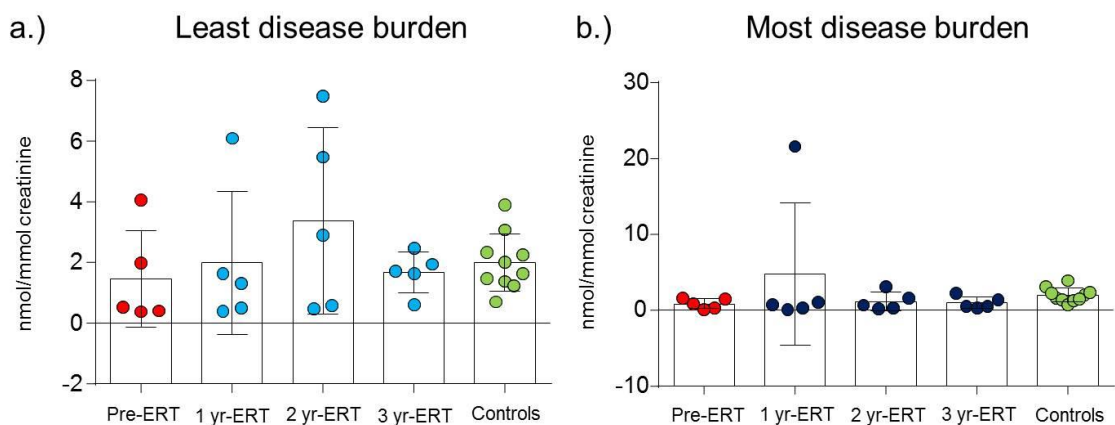 a.) Least disease burden
nmol/mmol creatinine
8
6
4
2
0
-2
Pre-ERT 1 yr-ERT 2 yr-ERT 3 yr-ERT Controls
b.) Most disease burden
nmol/mmol creatinine
30
20
10
0
-10
Pre-ERT 1 yr-ERT 2 yr-ERT 3 yr-ERT Controls